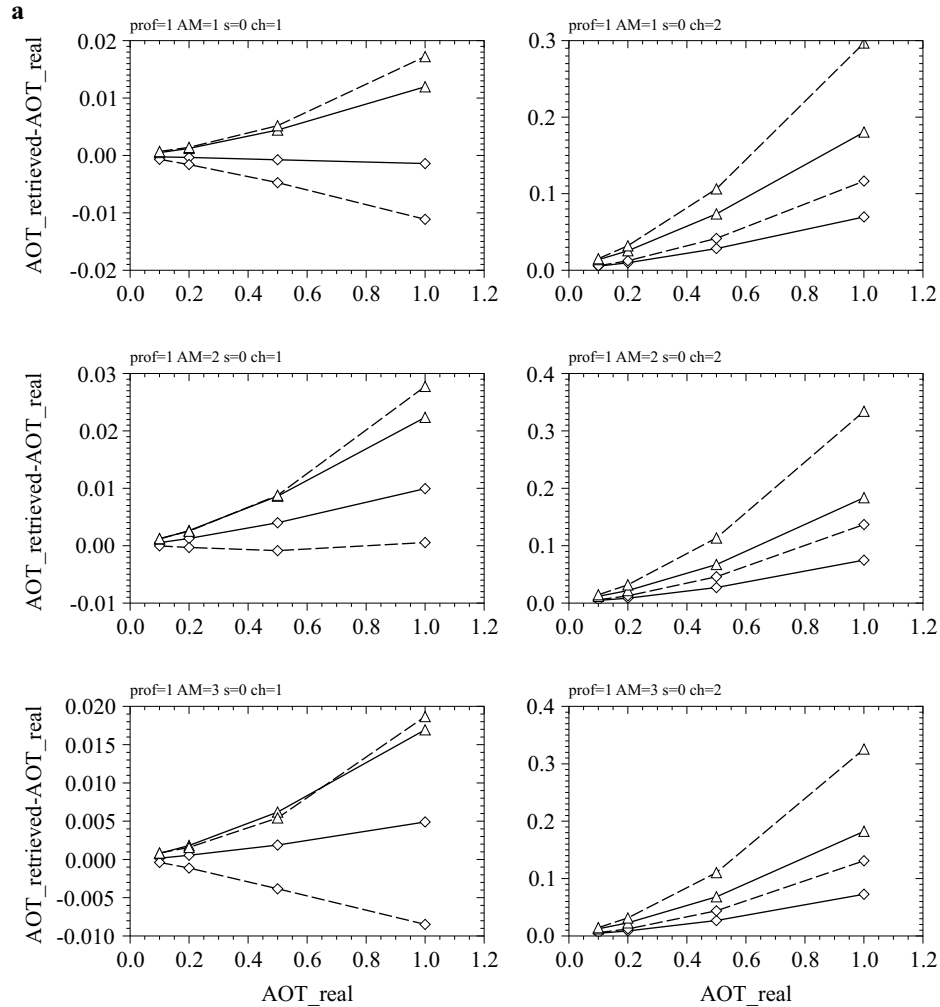 a
prof=1 AM=1 s=0 ch=1
prof=1 AM=1 s=0 ch=2
AOT_retrieved-AOT_real
0.02
0.01
0.00
-0.01
-0.02
0.0 0.2 0.4 0.6 0.8 1.0 1.2
0.3
0.2
0.1
0.0
0.0 0.2 0.4 0.6 0.8 1.0 1.2
prof=1 AM=2 s=0 ch=1
prof=1 AM=2 s=0 ch=2
AOT_retrieved-AOT_real
0.03
0.02
0.01
0.00
-0.01
0.0 0.2 0.4 0.6 0.8 1.0 1.2
0.4
0.3
0.2
0.1
0.0
0.0 0.2 0.4 0.6 0.8 1.0 1.2
prof=1 AM=3 s=0 ch=1
prof=1 AM=3 s=0 ch=2
AOT_retrieved-AOT_real
0.020
0.015
0.010
0.005
0.000
-0.005
-0.010
0.0 0.2 0.4 0.6 0.8 1.0 1.2
AOT_real
0.4
0.3
0.2
0.1
0.0
0.0 0.2 0.4 0.6 0.8 1.0 1.2
AOT_real